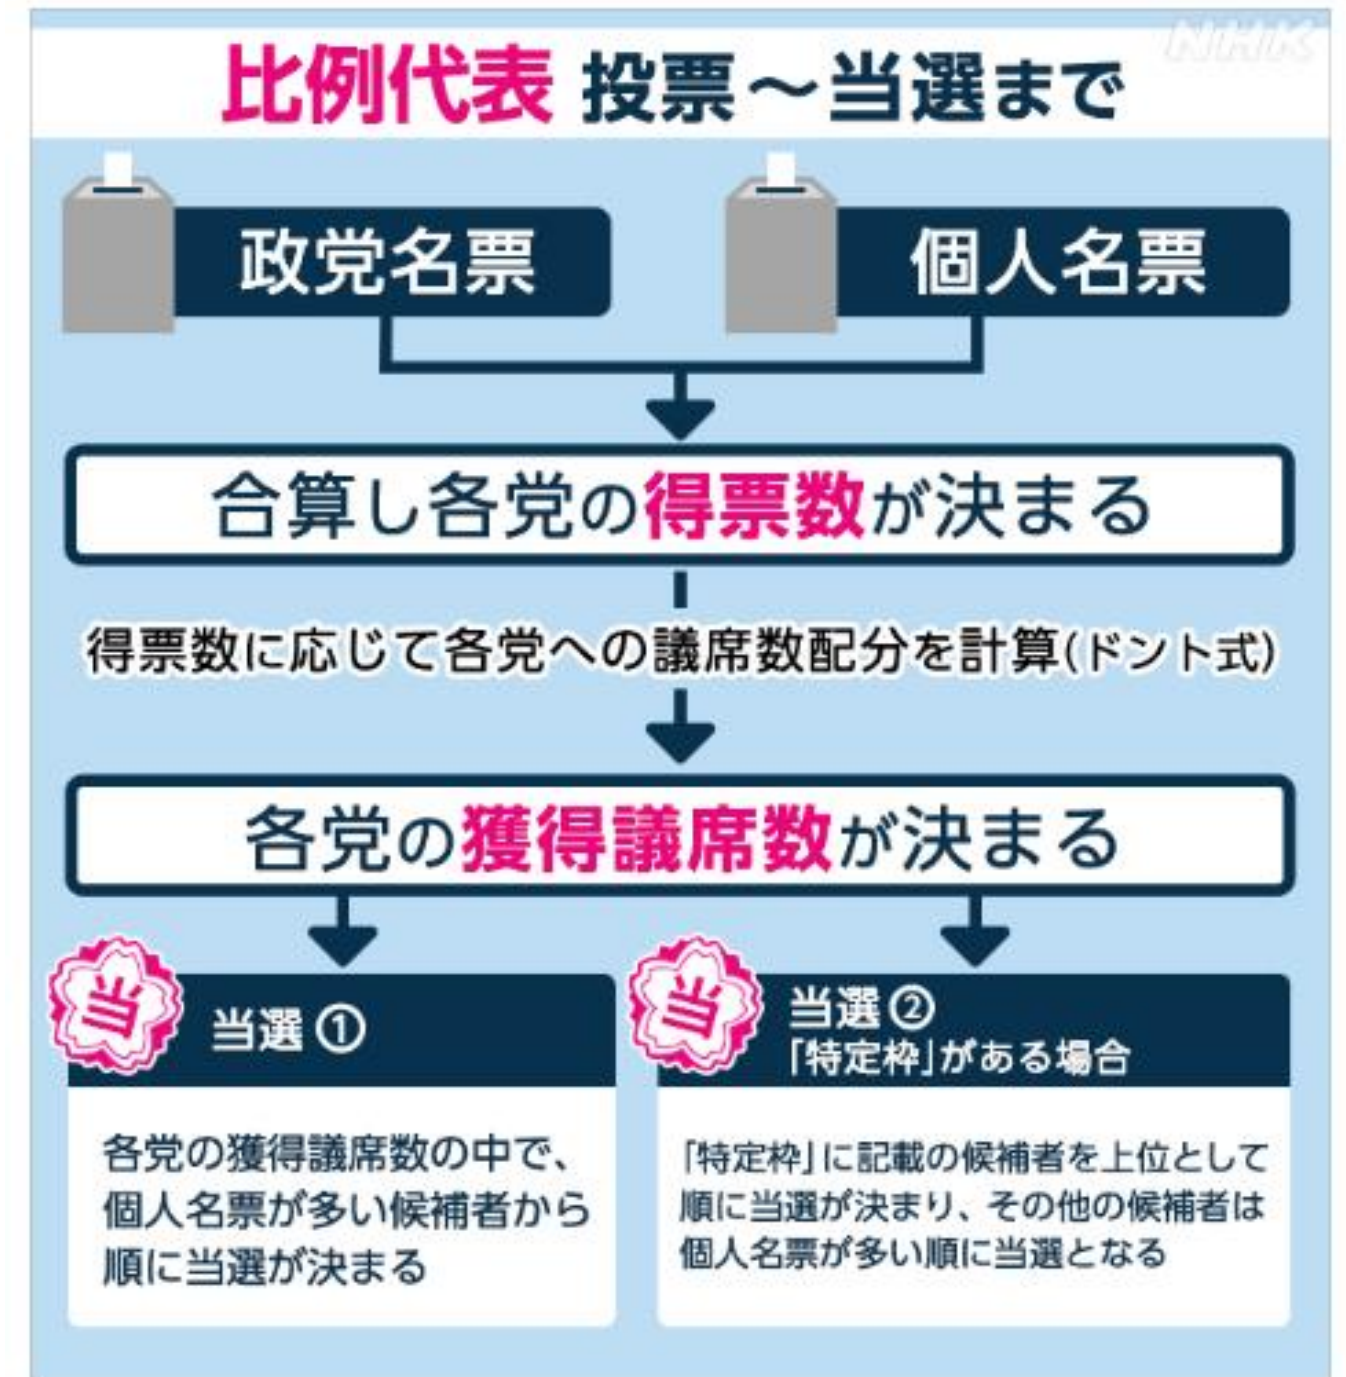 NHK
比例代表 投票～当選まで
政党名票
個人名票
合算し各党の得票数が決まる
得票数に応じて各党への議席数配分を計算(ドント式)
各党の獲得議席数が決まる
当
当選①
各党の獲得議席数の中で、
個人名票が多い候補者から
順に当選が決まる
当
当選②
「特定枠」がある場合
「特定枠」に記載の候補者を上位として
順に当選が決まり、その他の候補者は
個人名票が多い順に当選となる